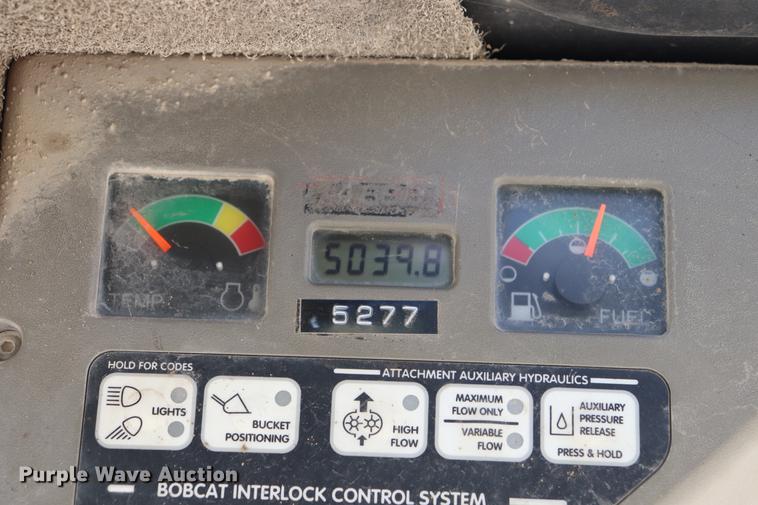 5039.8
5277
TEMP
FUEL
HOLD FOR CODES
ATTACHMENT AUXILIARY HYDRAULICS
LIGHTS
BUCKET
POSITIONING
HIGH
FLOW
MAXIMUM
FLOW ONLY
VARIABLE
FLOW
AUXILIARY
PRESSURE
RELEASE
PRESS & HOLD
Purple Wave Auction
BOBCAT INTERLOCK CONTROL SYSTEM